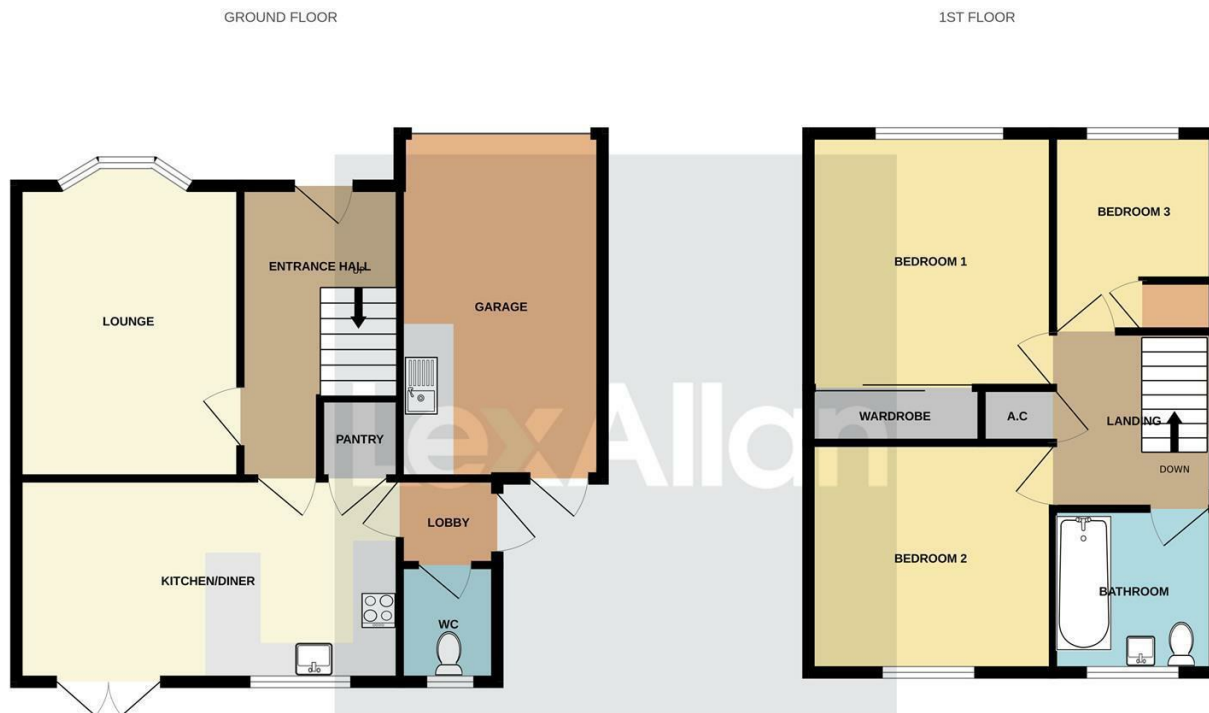 GROUND FLOOR
1ST FLOOR
ENTRANCE HALL
UP
LOUNGE
GARAGE
PANTRY
LOBBY
KITCHEN/DINER
WC
BEDROOM 1
BEDROOM 3
WARDROBE
A.C
LANDING
DOWN
BEDROOM 2
BATHROOM
LexAllan